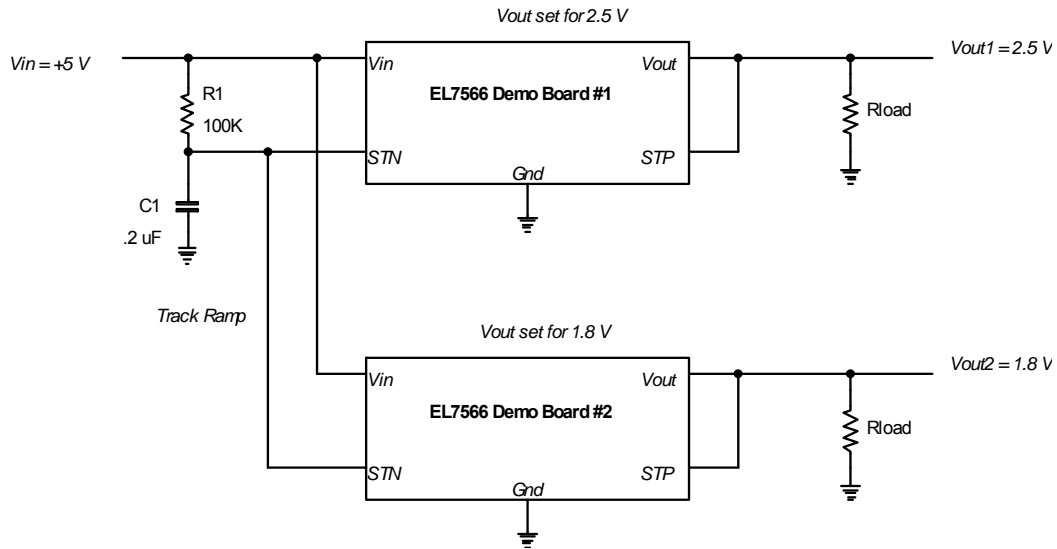 Vout set for 2.5 V
Vin = +5 V
Vin
Vout
Vout1 = 2.5 V
R1
100K
EL7566 Demo Board #1
Rload
STN
STP
Gnd
C1
.2 uF
Track Ramp
Vout set for 1.8 V
Vin
Vout
Vout2 = 1.8 V
EL7566 Demo Board #2
Rload
STN
STP
Gnd